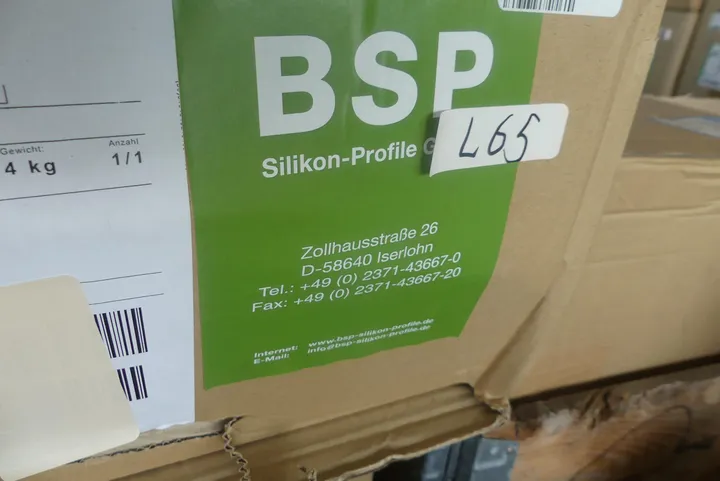 Gewicht: Anzahl
4 kg 1/1
BSP
Silikon-Profile
L65
Zollhausstraße 26
D-58640 Iserlohn
Tel.: +49 (0) 2371-43667-0
Fax: +49 (0) 2371-43667-20
Internet: www.bsp-silikon-profile.de
E-Mail: info@bsp-silikon-profile.de